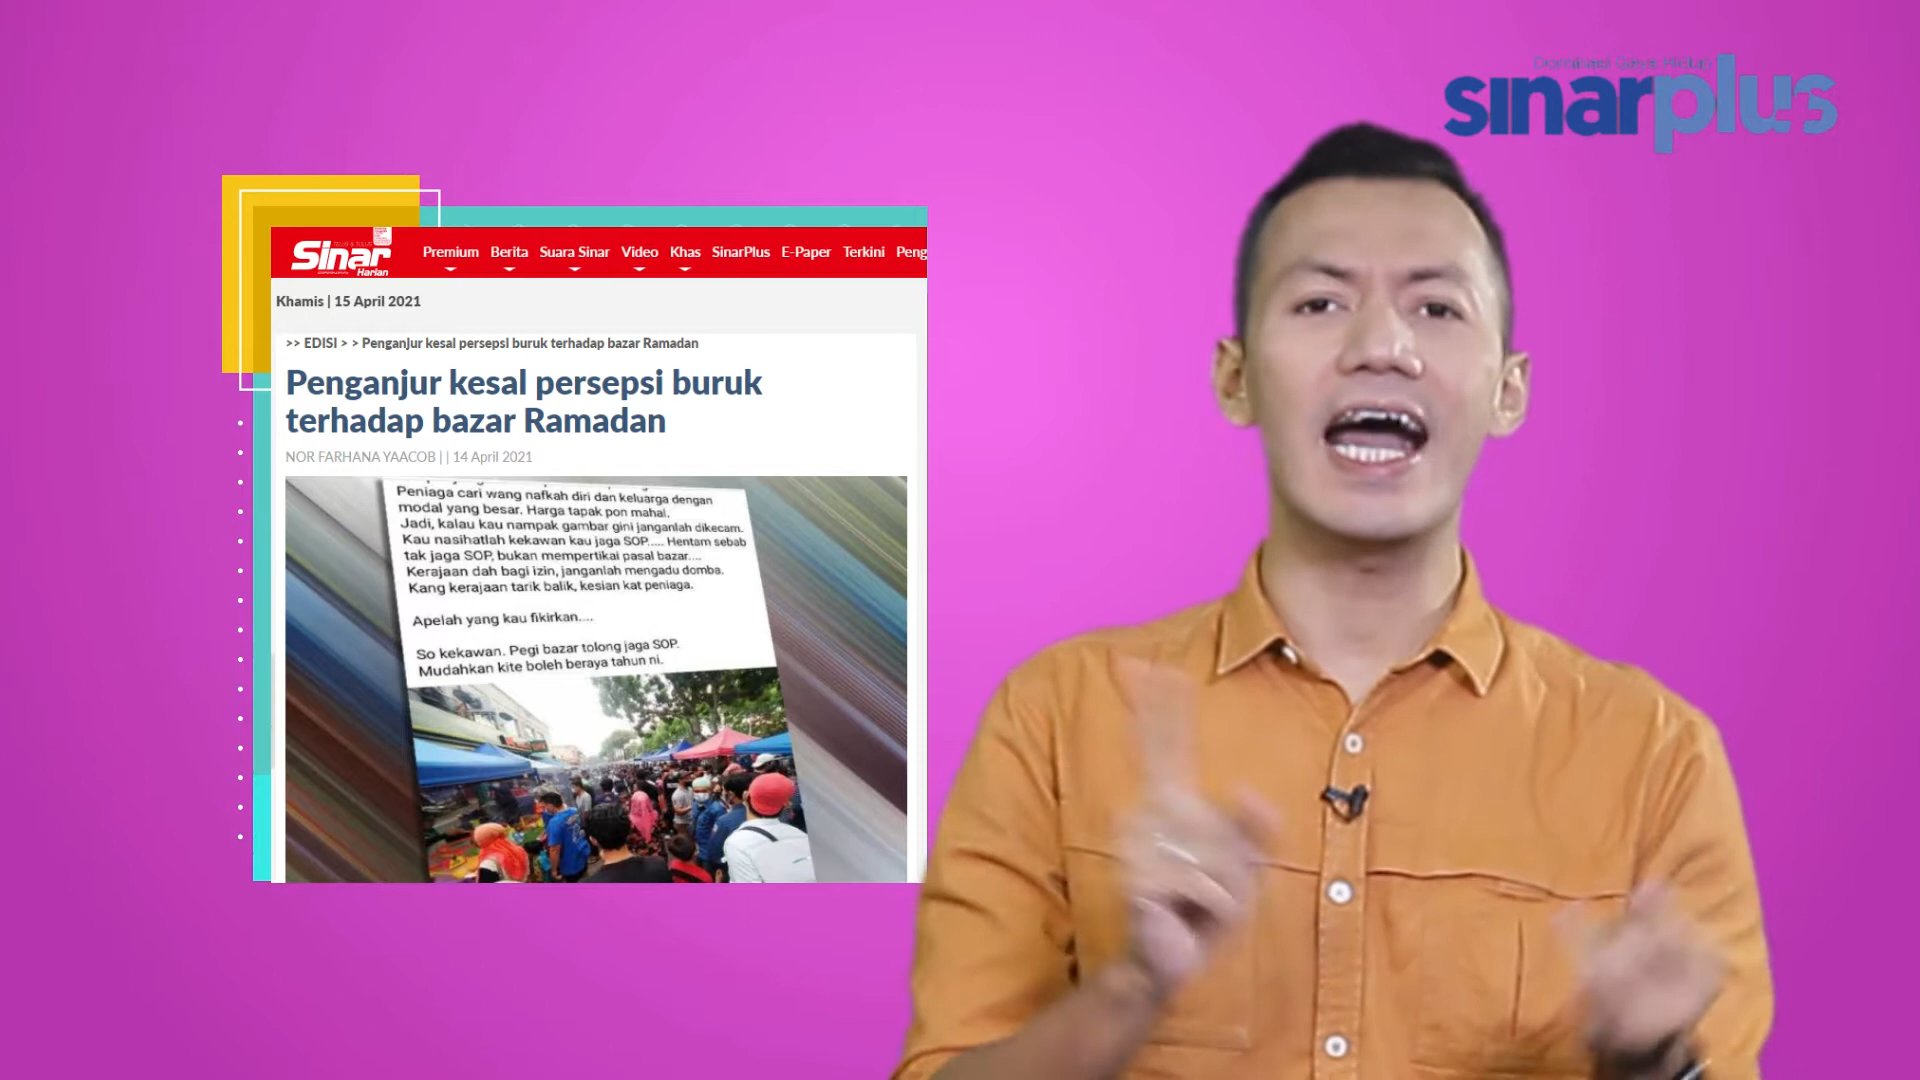 sınarplus
Sinar
Harian
Premium Berita Suara Sinar Video Khas SinarPlus E-Paper Terkini Peng
Khamis | 15 April 2021
>> EDISI > > Penganjur kesal persepsi buruk terhadap bazar Ramadan
Penganjur kesal persepsi buruk
terhadap bazar Ramadan
NOR FARHANA YAACOB | | 14 April 2021
Peniaga cari wang nafkah diri dan keluarga dengan
modal yang besar. Harga tapak pon mahal.
Jadi, kalau kau nampak gambar gini janganlah dikecam.
Kau nasihatlah kekawan kau jaga SOP..... Hentam sebab
tak jaga SOP, bukan mempertikai pasal bazar....
Kerajaan dah bagi izin, janganlah mengadu domba.
Kang kerajaan tarik balik, kesian kat peniaga.
Apelah yang kau fikirkan....
So kekawan. Pegi bazar tolong jaga SOP.
Mudahkan kite boleh beraya tahun ni.